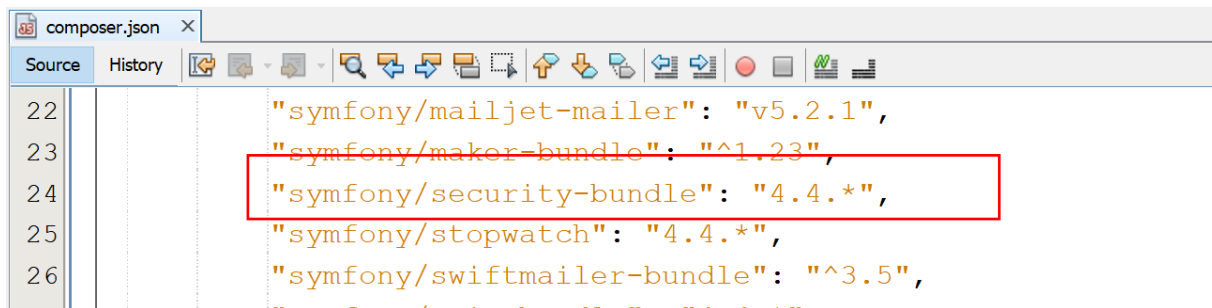 composer.json
Source History
22 "symfony/mailjet-mailer": "v5.2.1",
23 "symfony/maker-bundle": "^1.23",
24 "symfony/security-bundle": "4.4.*",
25 "symfony/stopwatch": "4.4.*",
26 "symfony/swiftmailer-bundle": "^3.5",